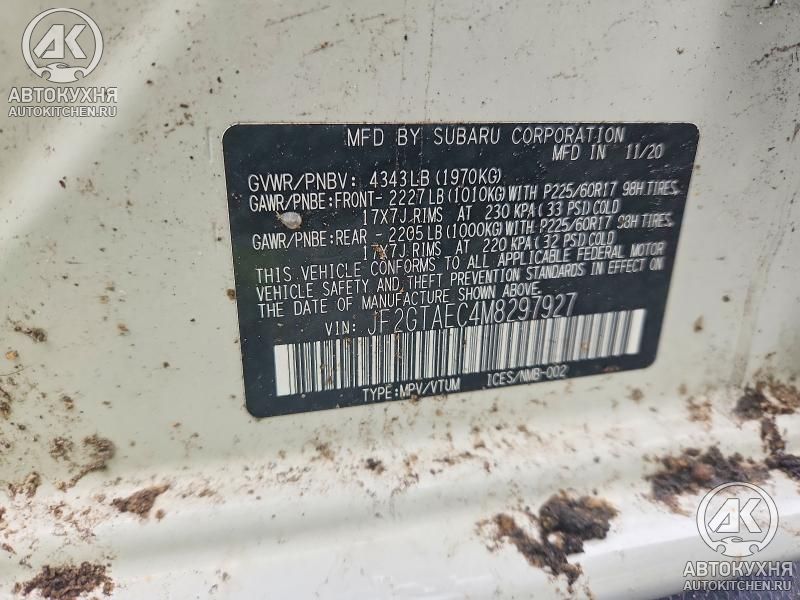 АК
АВТОКУХНЯ
AUTOKITCHEN.RU
MFD BY SUBARU CORPORATION
MFD IN 11/20
GVWR/PNBV: 4343LB (1970KG)
GAWR/PNBE:FRONT- 2227LB (1010KG)WITH P225/60R17 98H TIRES,
17X7J.RIMS AT 230 KPA (33 PSI)COLD
GAWR/PNBE:REAR -2205LB (1000KG)WITH P225/60R17 98H TIRES,
17X7J.RIMS AT 220 KPA (32 PSI)COLD
THIS VEHICLE CONFORMS TO ALL APPLICABLE FEDERAL MOTOR
VEHICLE SAFETY AND THEFT PREVENTION STANDARDS IN EFFECT ON
THE DATE OF MANUFACTURE SHOWN ABOVE.
VIN: JF2GTAEC4M8297927
TYPE:MPV/VTUM ICES/NMB-002
АК
АВТОКУХНЯ
AUTOKITCHEN.RU